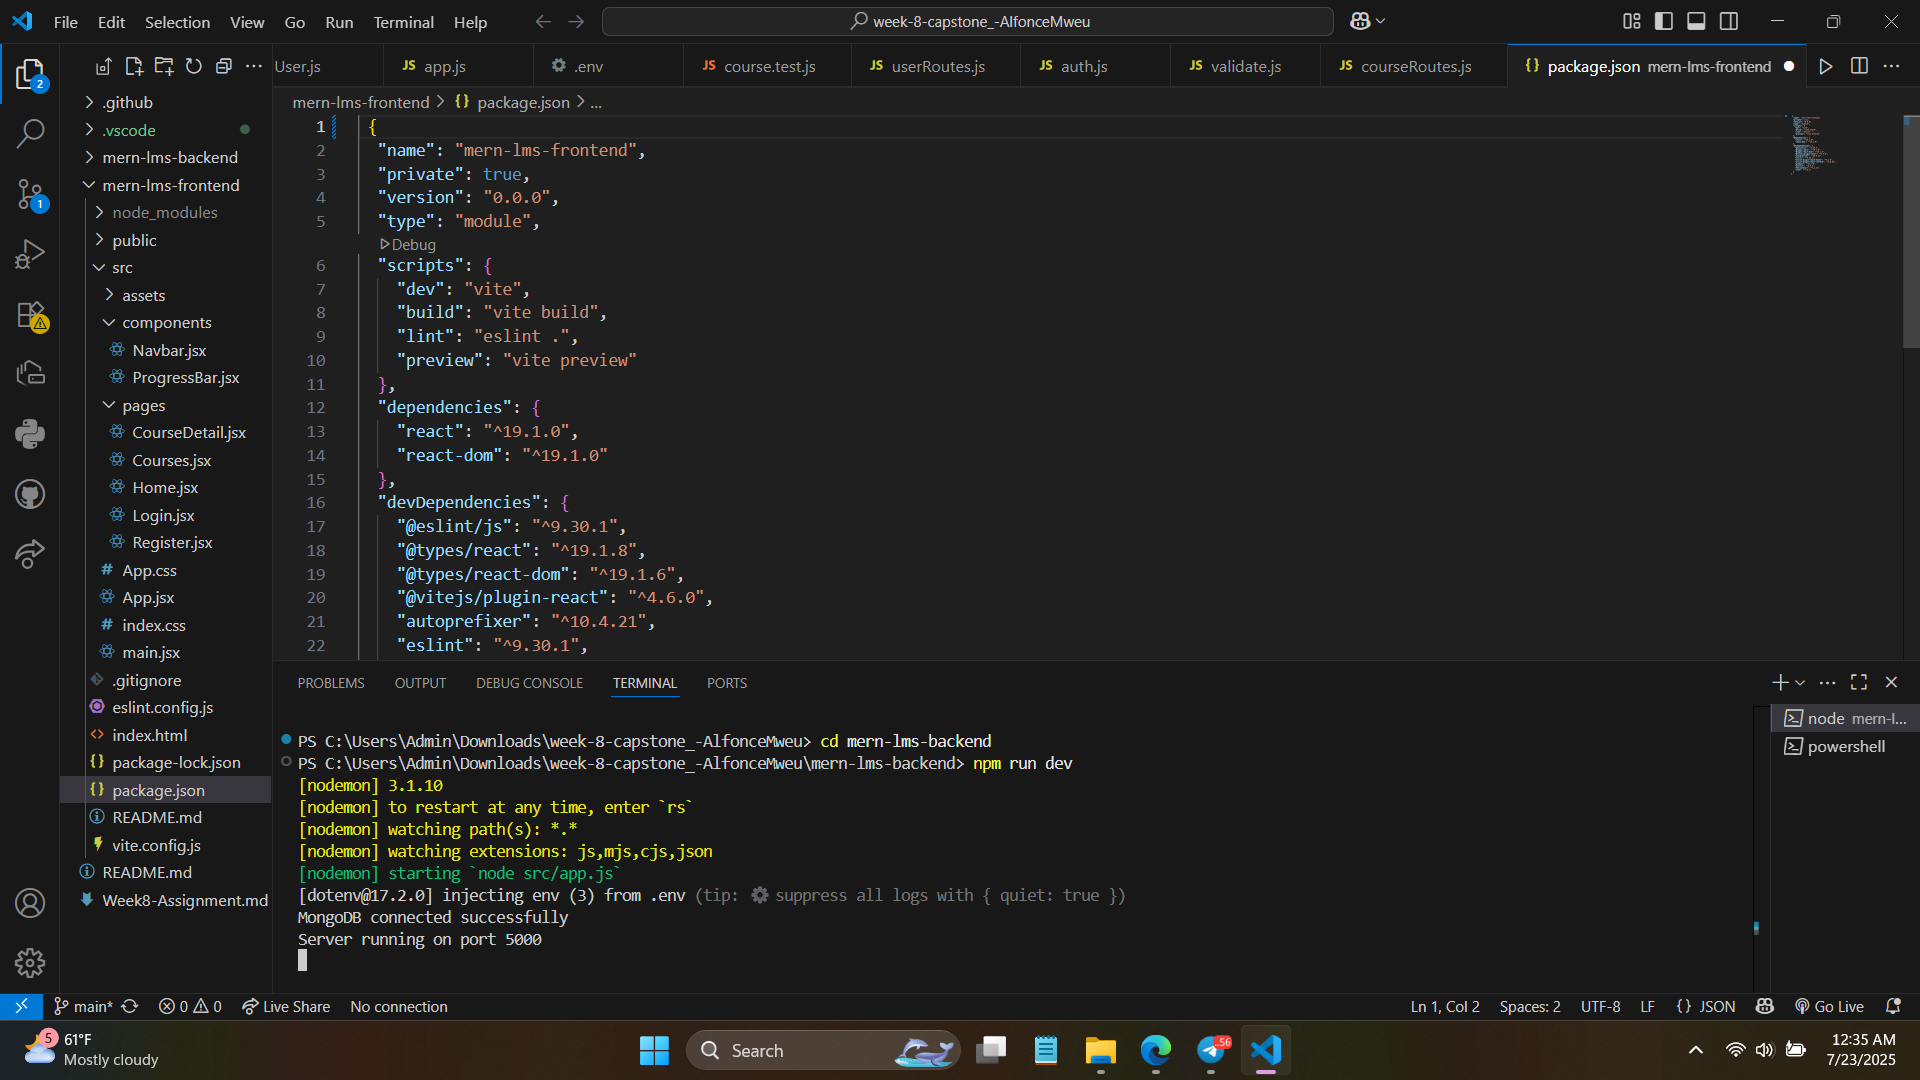 File Edit Selection View Go Run Terminal Help
week-8-capstone_-AlfonceMweu
User.js
app.js
.env
course.test.js
userRoutes.js
auth.js
validate.js
courseRoutes.js
package.json mern-lms-frontend
.github
.vscode
mern-lms-backend
mern-lms-frontend
node_modules
public
src
assets
components
Navbar.jsx
ProgressBar.jsx
pages
CourseDetail.jsx
Courses.jsx
Home.jsx
Login.jsx
Register.jsx
App.css
App.jsx
index.css
main.jsx
.gitignore
eslint.config.js
index.html
package-lock.json
package.json
README.md
vite.config.js
README.md
Week8-Assignment.md
2
1
mern-lms-frontend > {} package.json > ...
1 {
2 "name": "mern-lms-frontend",
3 "private": true,
4 "version": "0.0.0",
5 "type": "module",
Debug
6 "scripts": {
7 "dev": "vite",
8 "build": "vite build",
9 "lint": "eslint .",
10 "preview": "vite preview"
11 },
12 "dependencies": {
13 "react": "^19.1.0",
14 "react-dom": "^19.1.0"
15 },
16 "devDependencies": {
17 "@eslint/js": "^9.30.1",
18 "@types/react": "^19.1.8",
19 "@types/react-dom": "^19.1.6",
20 "@vitejs/plugin-react": "^4.6.0",
21 "autoprefixer": "^10.4.21",
22 "eslint": "^9.30.1",
PROBLEMS OUTPUT DEBUG CONSOLE TERMINAL PORTS
node mern-l...
powershell
PS C:\Users\Admin\Downloads\week-8-capstone_-AlfonceMweu> cd mern-lms-backend
PS C:\Users\Admin\Downloads\week-8-capstone_-AlfonceMweu\mern-lms-backend> npm run dev
[nodemon] 3.1.10
[nodemon] to restart at any time, enter `rs`
[nodemon] watching path(s): *.*
[nodemon] watching extensions: js,mjs,cjs,json
[nodemon] starting `node src/app.js`
[dotenv@17.2.0] injecting env (3) from .env (tip: ⚙️ suppress all logs with { quiet: true })
MongoDB connected successfully
Server running on port 5000
main* 0 0 Live Share No connection
Ln 1, Col 2 Spaces: 2 UTF-8 LF {} JSON Go Live
5
61°F
Mostly cloudy
Search
56
12:35 AM
7/23/2025